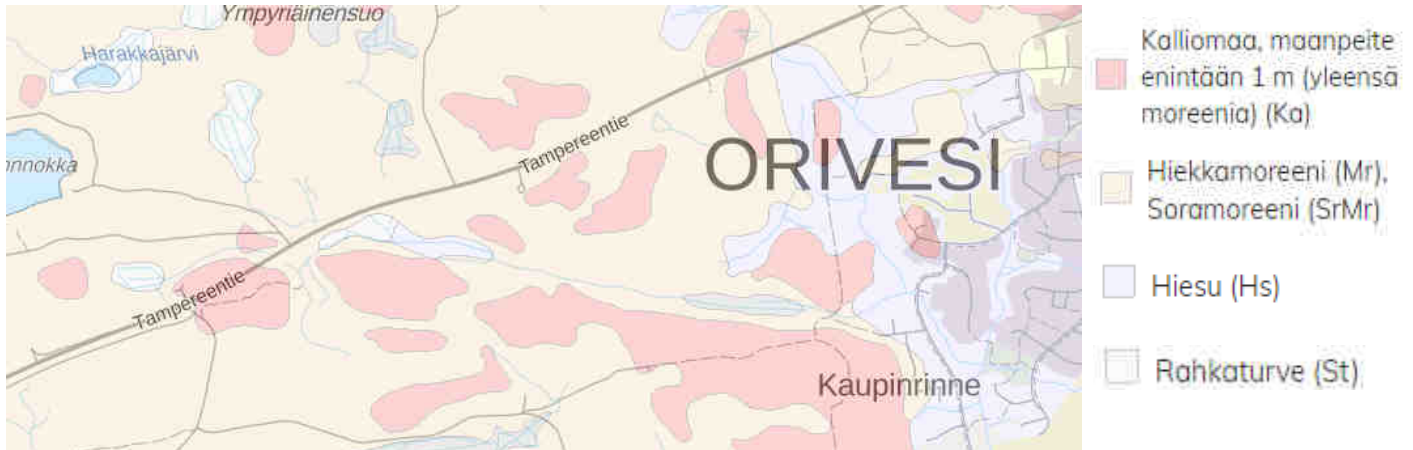 Ympyriäinensuo
Harakkajärvi
onnokka
Tampereentie
ORIVESI
Tampereentie
Kaupinrinne
Kalliomaa, maanpeite
enintään 1 m (yleensä
moreenia) (Ka)
Hiekkamoreeni (Mr),
Soramoreeni (SrMr)
Hiesu (Hs)
Rahkaturve (St)